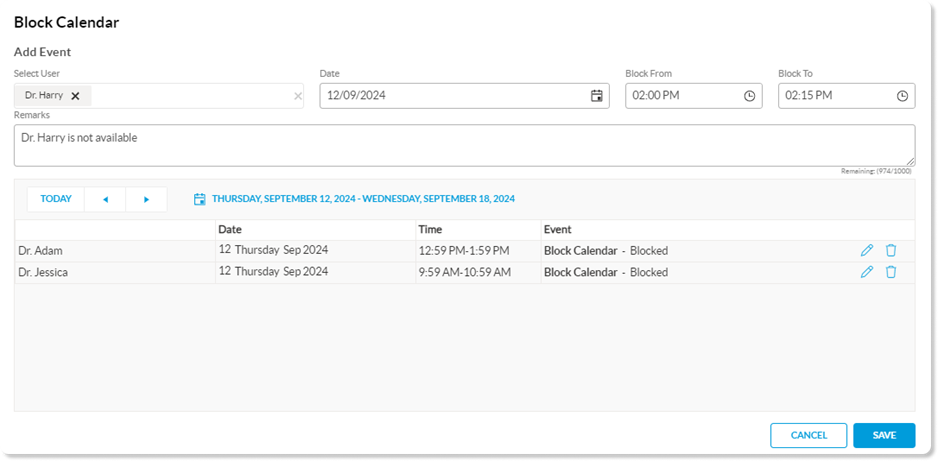 Block Calendar
Add Event
Select User Date Block From Block To
Dr. Harry 12/09/2024 02:00 PM 02:15 PM
Remarks
Dr. Harry is not available
Remaining: (974/1000)
TODAY THURSDAY, SEPTEMBER 12, 2024 - WEDNESDAY, SEPTEMBER 18, 2024
Date Time Event
Dr. Adam 12 Thursday Sep 2024 12:59 PM-1:59 PM Block Calendar - Blocked
Dr. Jessica 12 Thursday Sep 2024 9:59 AM-10:59 AM Block Calendar - Blocked
CANCEL SAVE